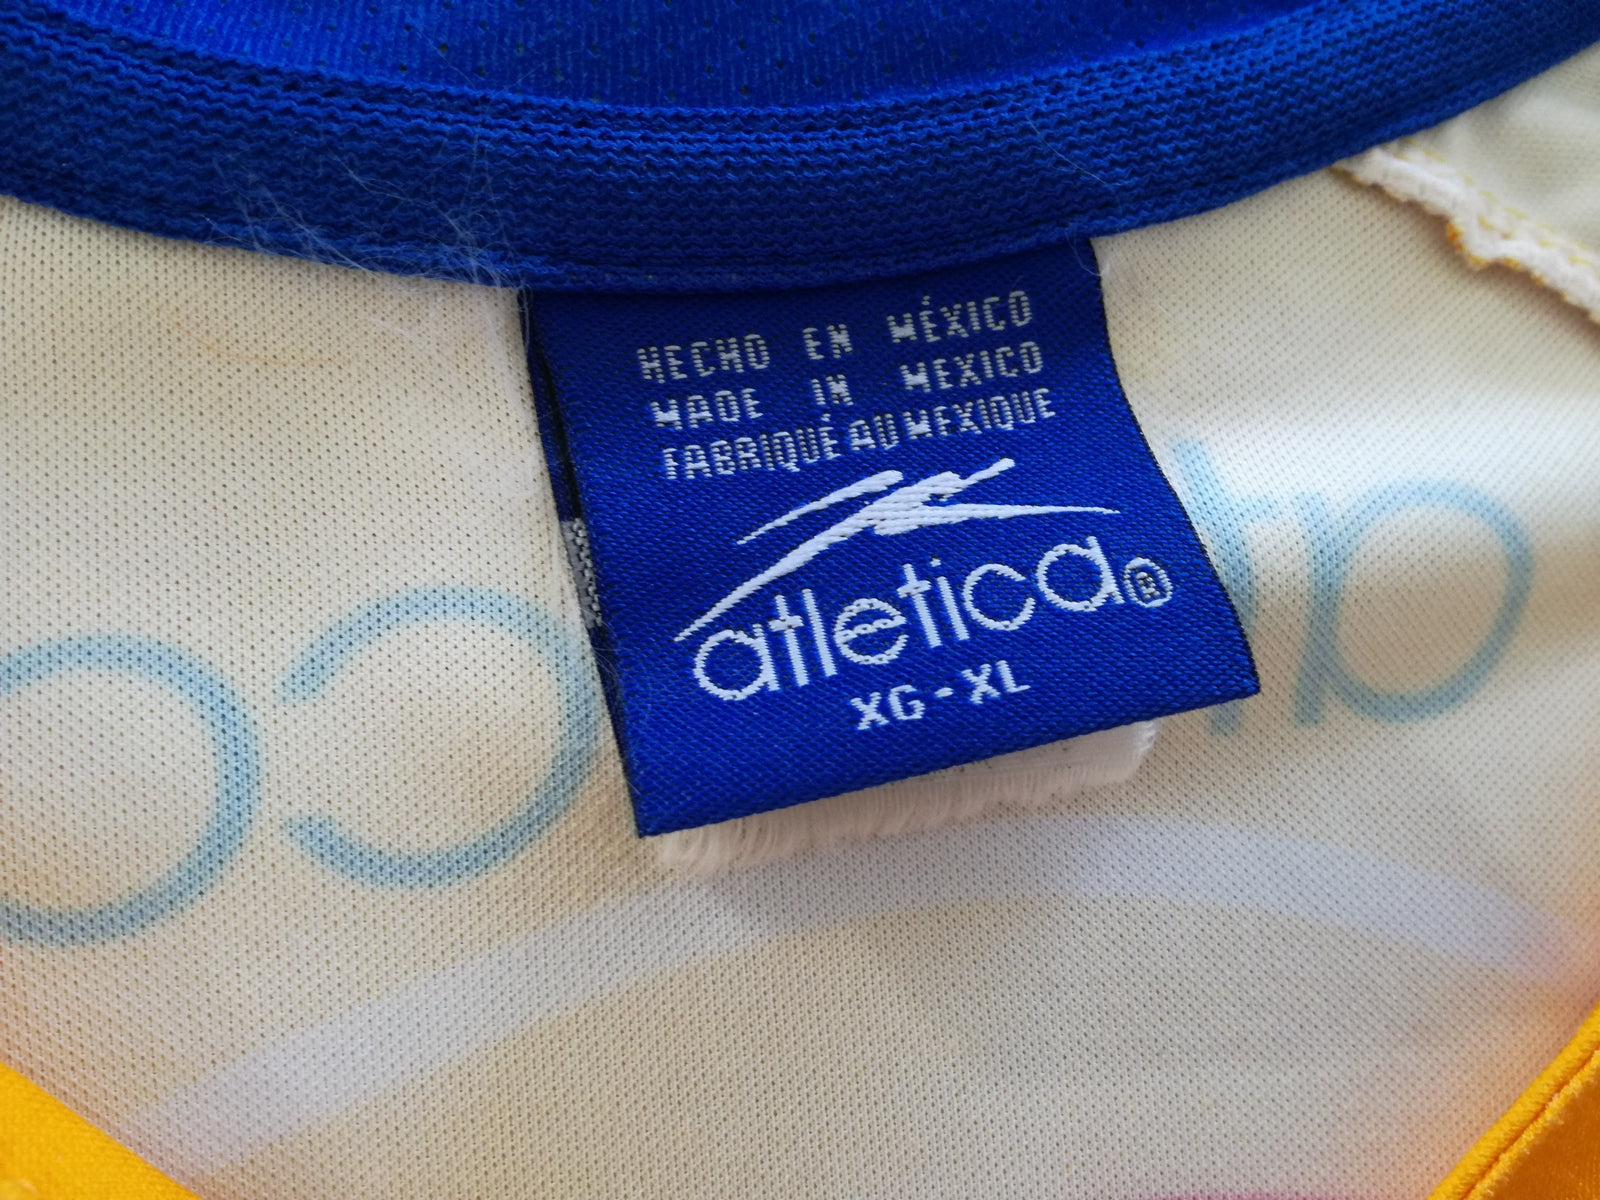 HECHO EN MÉXICO
MADE IN MEXICO
FABRIQUÉ AU MEXIQUE
atletica®
XG-XL